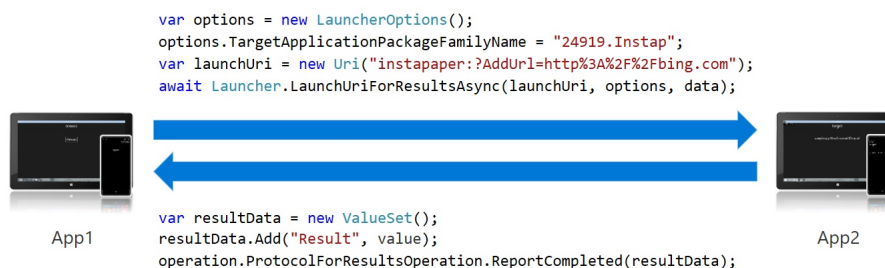 var options = new LauncherOptions();
options.TargetApplicationPackageFamilyName = "24919.Instap";
var launchUri = new Uri("instapaper:?AddUrl=http%3A%2F%2Fbing.com");
await Launcher.LaunchUriForResultsAsync(launchUri, options, data);
var resultData = new ValueSet();
resultData.Add("Result", value);
operation.ProtocolForResultsOperation.ReportCompleted(resultData);
App1
App2